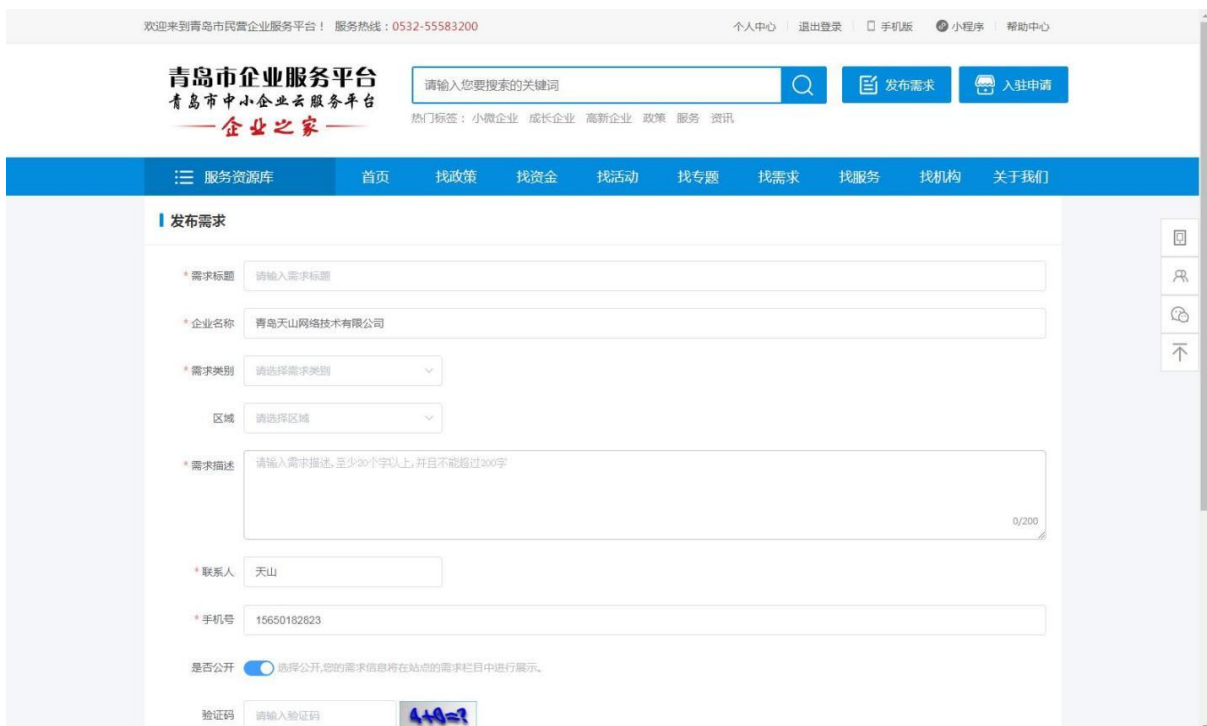 欢迎来到青岛市民营企业服务平台！ 服务热线：0532-55583200 个人中心 退出登录 手机版 小程序 帮助中心
青岛市企业服务平台
青岛市中小企业云服务平台
企业之家
请输入您要搜索的关键词
发布需求 入驻申请
热门标签：小微企业 成长企业 高新企业 政策 服务 资讯
服务资源库 首页 找政策 找资金 找活动 找专题 找需求 找服务 找机构 关于我们
发布需求
*需求标题 请输入需求标题
*企业名称 青岛天山网络技术有限公司
*需求类别 请选择需求类别
区域 请选择区域
*需求描述 请输入需求描述,至少20个字以上,并且不能超过200字
0/200
*联系人 天山
*手机号 15650182823
是否公开 选择公开,您的需求信息将在站点的需求栏目中进行展示。
验证码 请输入验证码